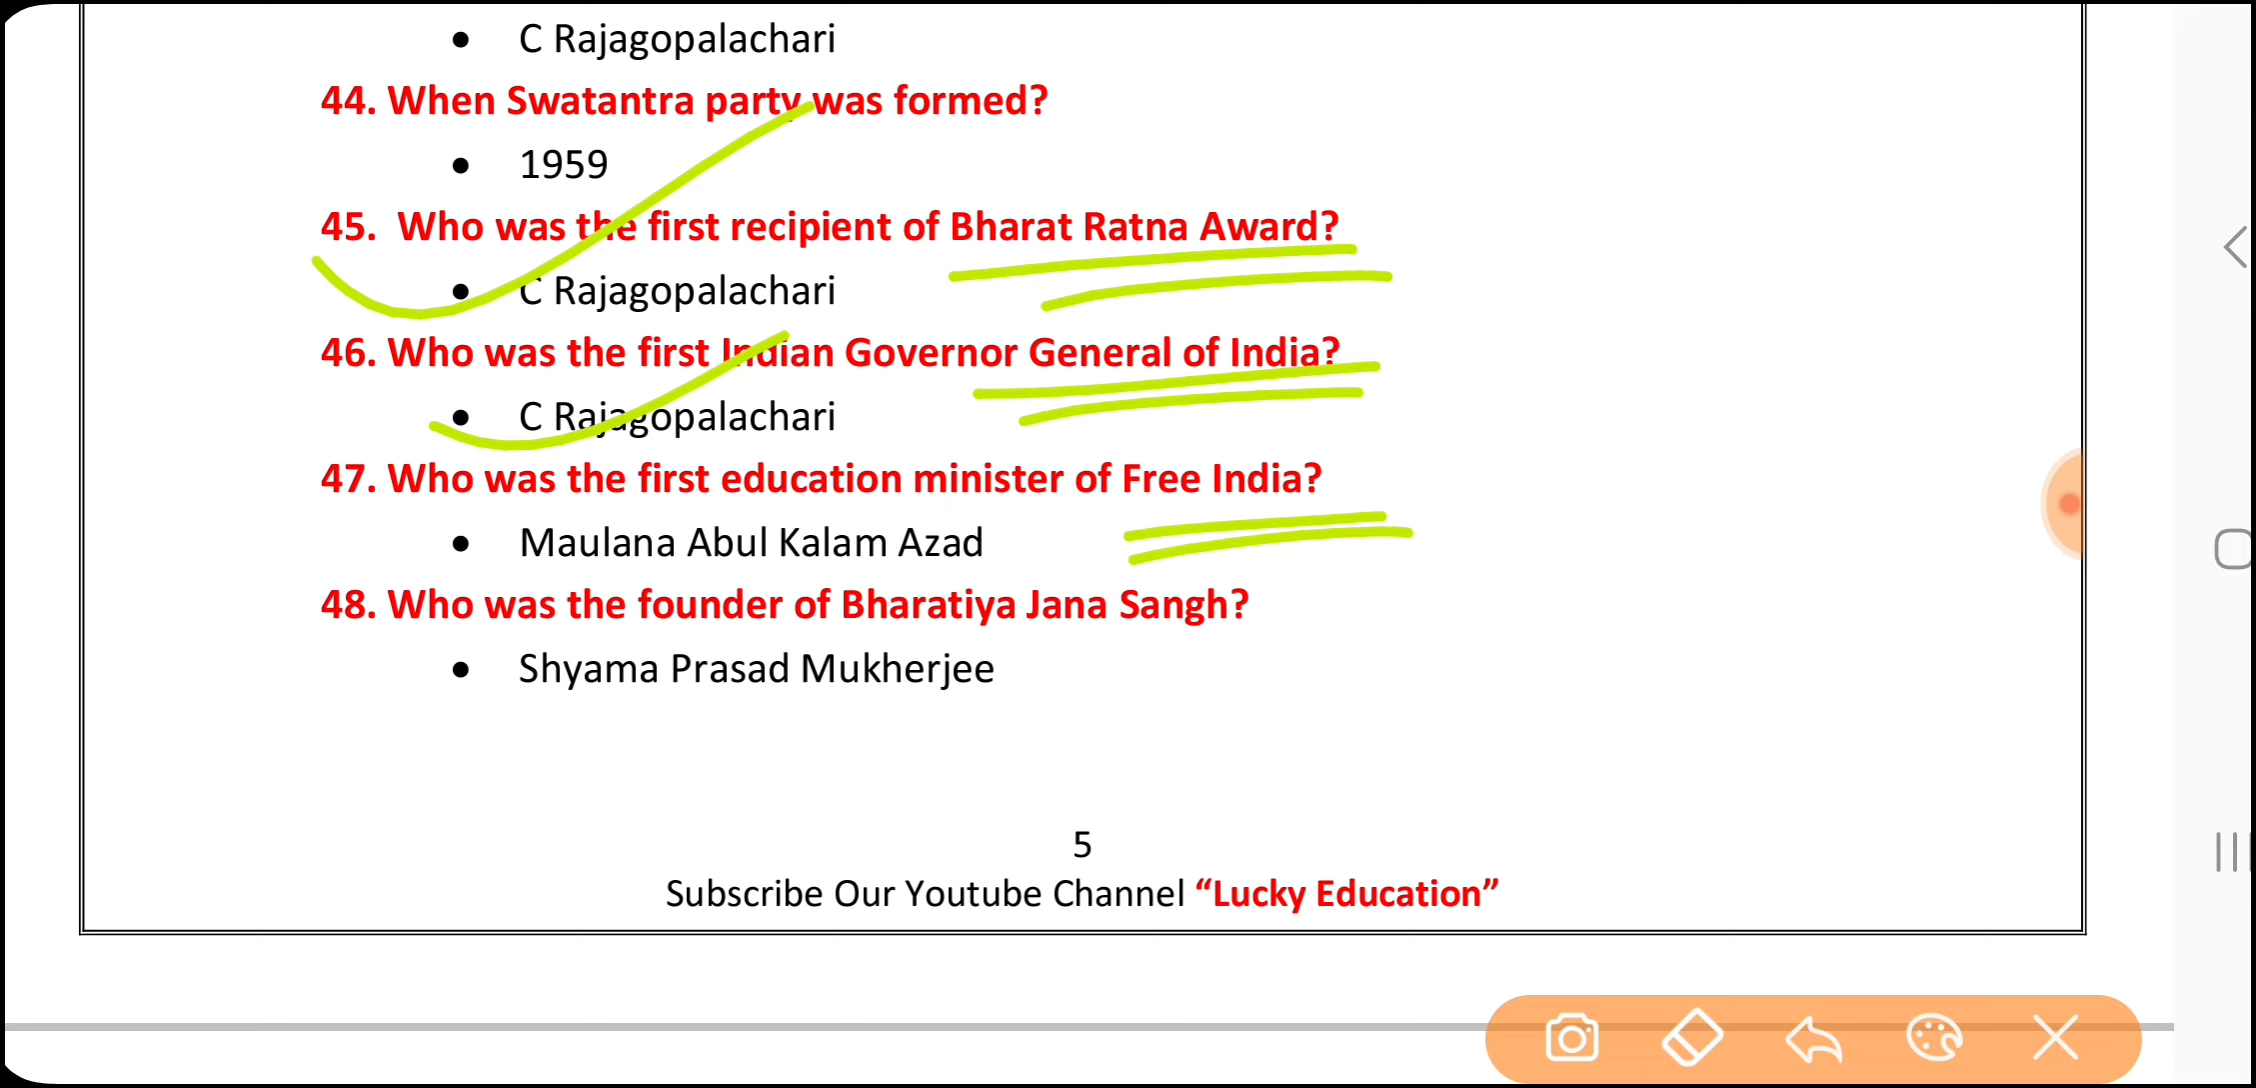 • C Rajagopalachari
44. When Swatantra party was formed?
• 1959
45. Who was the first recipient of Bharat Ratna Award?
• C Rajagopalachari
46. Who was the first Indian Governor General of India?
• C Rajagopalachari
47. Who was the first education minister of Free India?
• Maulana Abul Kalam Azad
48. Who was the founder of Bharatiya Jana Sangh?
• Shyama Prasad Mukherjee
5
Subscribe Our Youtube Channel “Lucky Education”